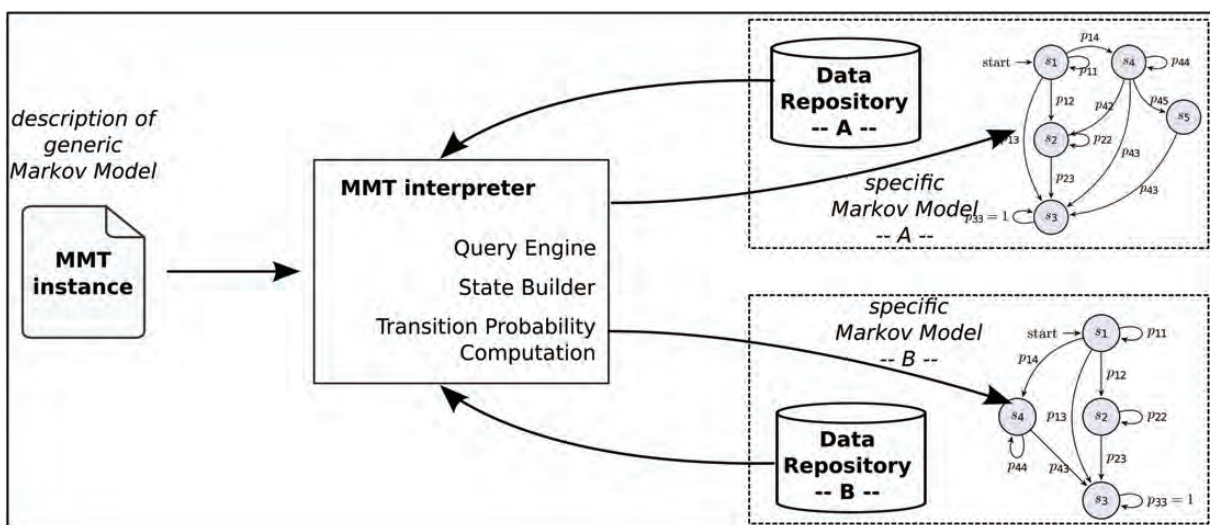 description of
generic
Markov Model
MMT
instance
MMT interpreter
Query Engine
State Builder
Transition Probability
Computation
Data
Repository
-- A --
specific
Markov Model
-- A --
start
s1
p11
p14
s4
p44
p12
p42
p45
s5
p13
s2
p22
p43
p23
p43
p33 = 1
s3
specific
Markov Model
-- B --
Data
Repository
-- B --
start
s1
p11
p14
p12
s4
p13
s2
p22
p44
p43
p23
s3
p33 = 1